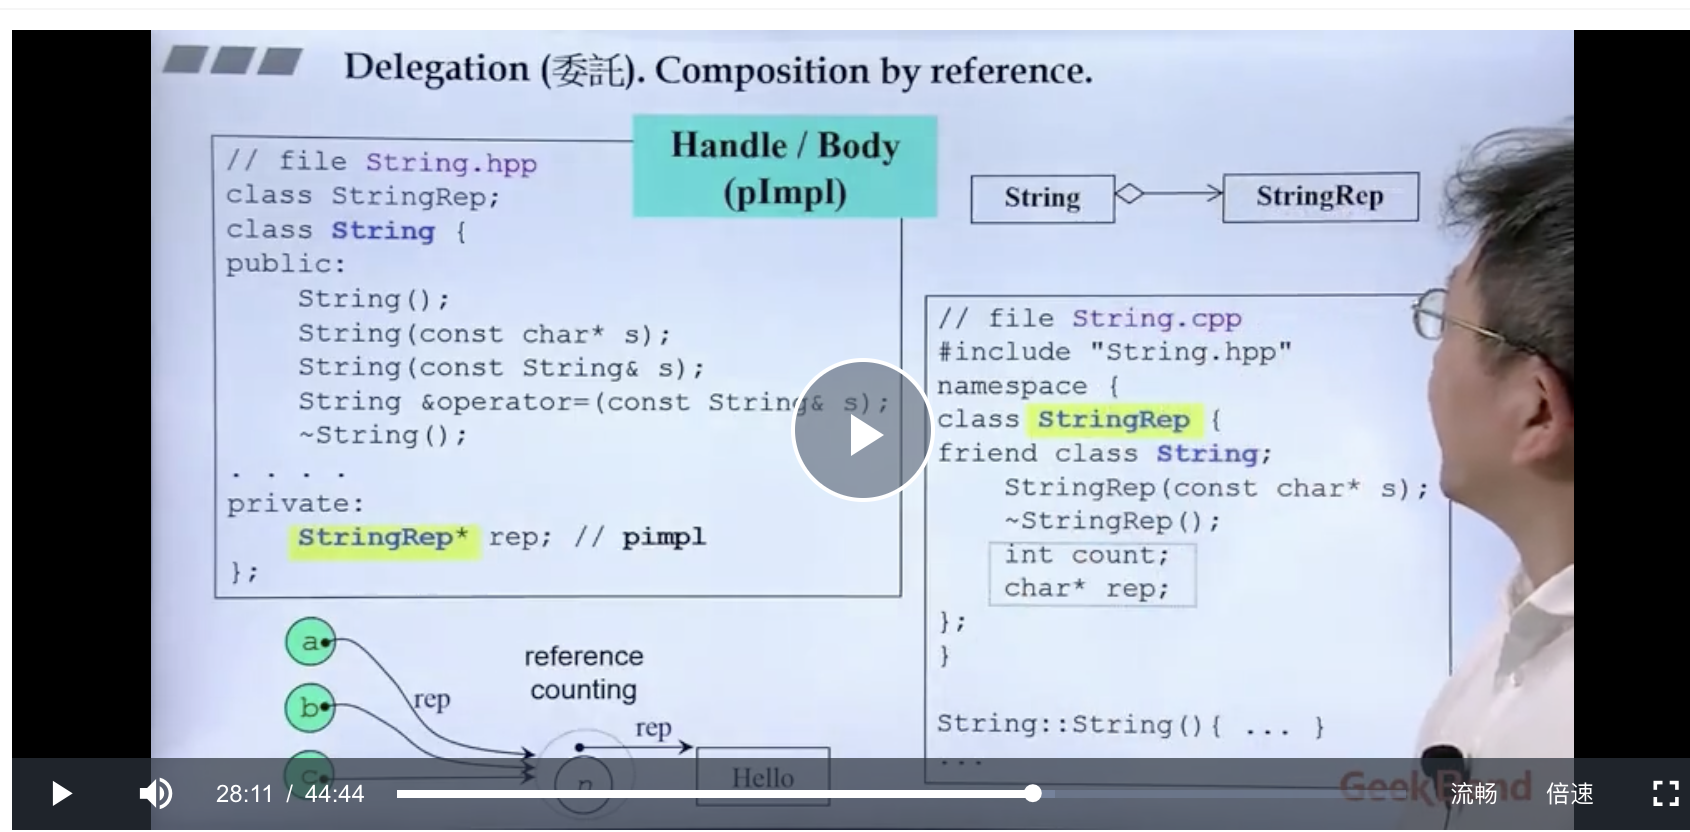 Delegation (委託). Composition by reference.
Handle / Body
(pImpl)
// file String.hpp
class StringRep;
class String {
public:
String();
String(const char* s);
String(const String& s);
String &operator=(const String& s);
~String();
. . . .
private:
StringRep* rep; // pimpl
};
String
StringRep
// file String.cpp
#include "String.hpp"
namespace {
class StringRep {
friend class String;
StringRep(const char* s);
~StringRep();
int count;
char* rep;
};
}
String::String(){ ... }
...
a
b
c
rep
reference
counting
rep
n
Hello
GeekBand
28:11 / 44:44
流畅
倍速